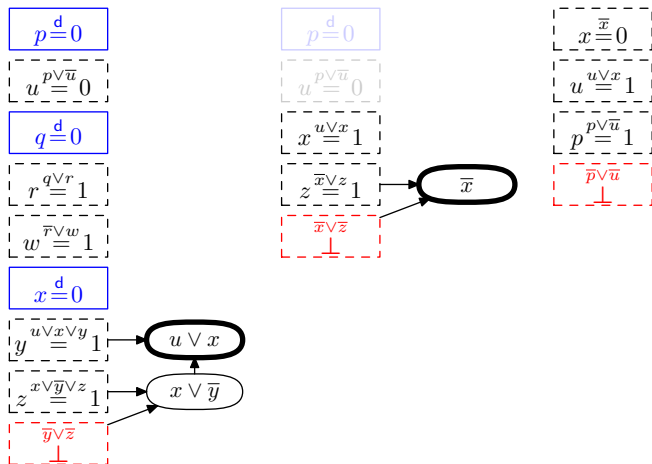 p =ᵈ 0
u =^{p∨u̅} 0
q =ᵈ 0
r =^{q∨r} 1
w =^{r̅∨w} 1
x =ᵈ 0
y =^{u∨x∨y} 1
u ∨ x
z =^{x∨y̅∨z} 1
x ∨ y̅
y̅∨z̅
⊥
p =ᵈ 0
u =^{p∨u̅} 0
x =^{u∨x} 1
z =^{x̅∨z} 1
x̅
x̅∨z̅
⊥
x =^{x̅} 0
u =^{u∨x} 1
p =^{p∨u̅} 1
p̅∨u̅
⊥